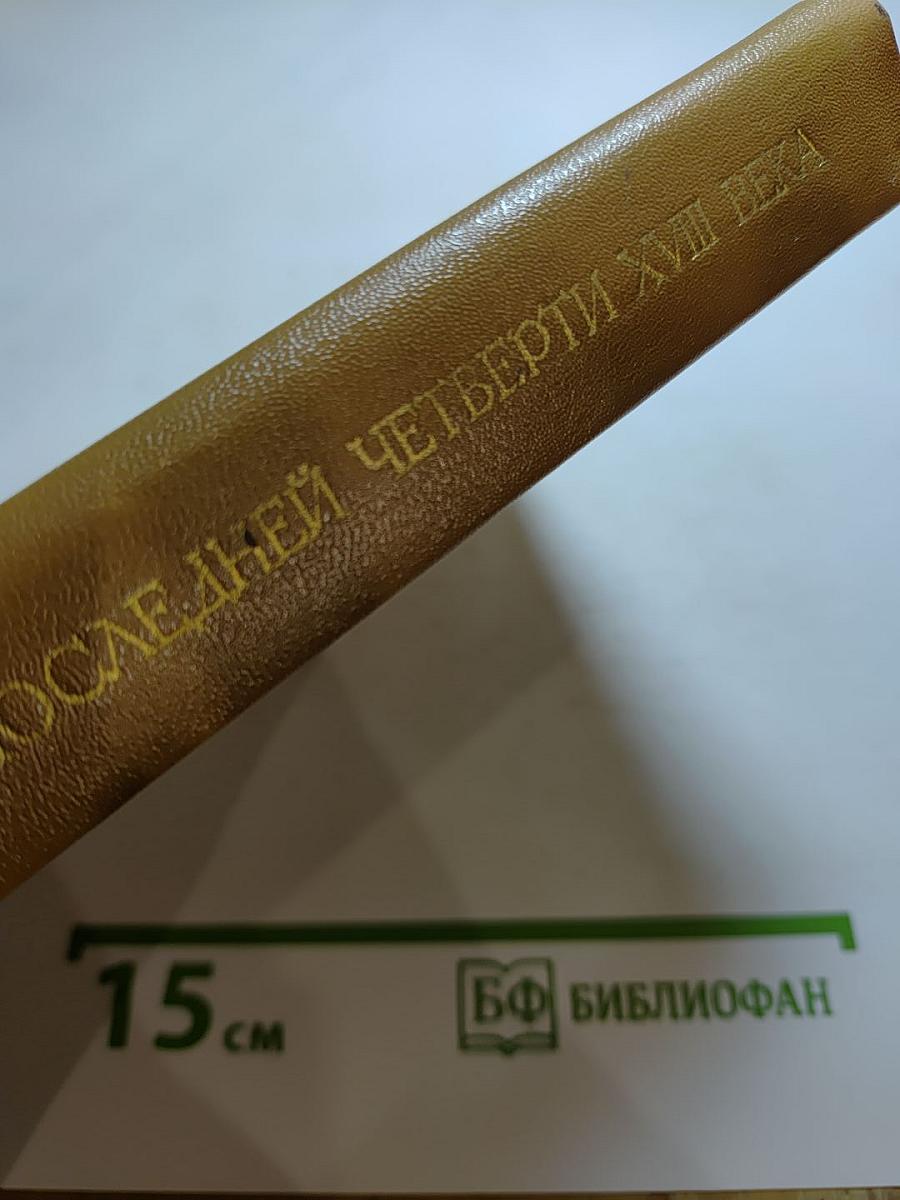 ПОСЛЕДНЕЙ ЧЕТВЕРТИ XVIII ВЕКА
15 см
БФ БИБЛИОФАН